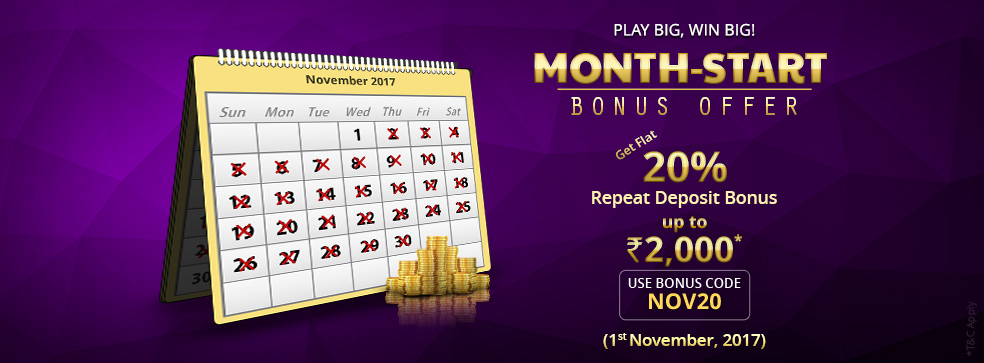 November 2017
Sun Mon Tue Wed Thu Fri Sat
1 2 3 4
5 6 7 8 9 10 11
12 13 14 15 16 17 18
19 20 21 22 23 24 25
26 27 28 29 30
30
PLAY BIG, WIN BIG!
MONTH-START
BONUS OFFER
Get Flat
20%
Repeat Deposit Bonus
up to
₹2,000*
USE BONUS CODE
NOV20
(1st November, 2017)
*T&C Apply